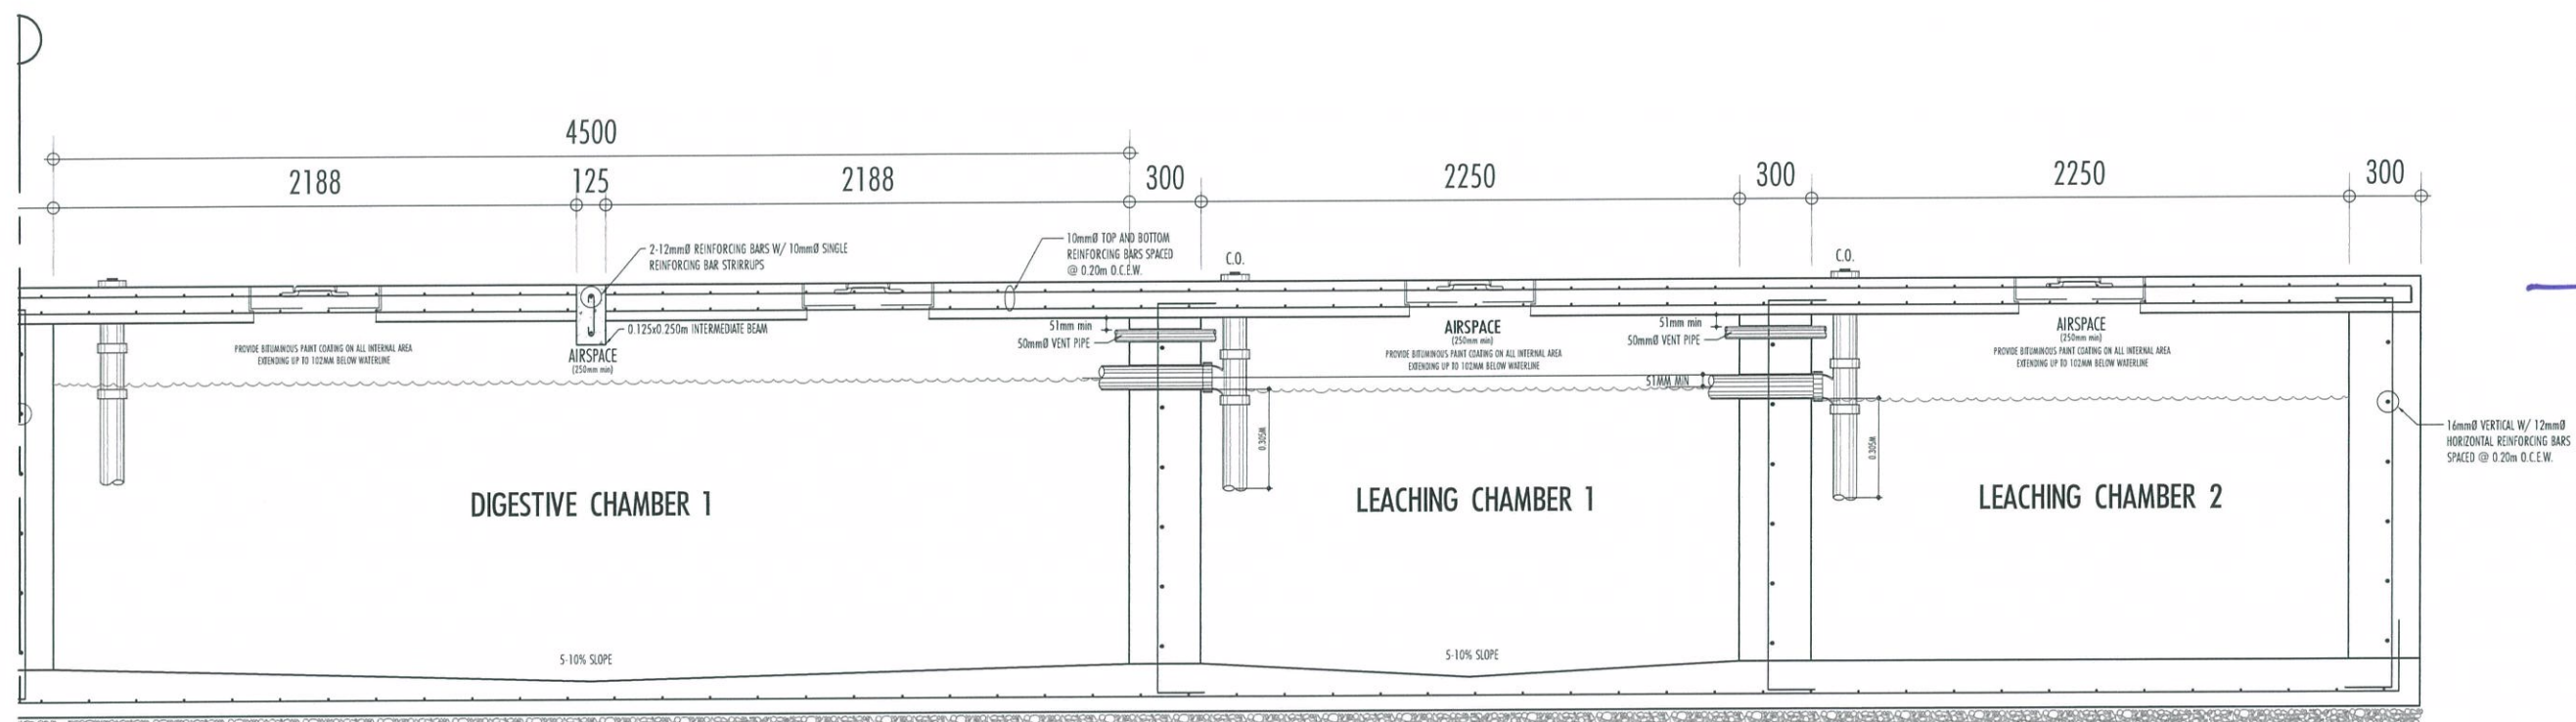 4500
2188
125
2188
300
2250
300
2250
300
2-12mmØ REINFORCING BARS W/ 10mmØ SINGLE
REINFORCING BAR STRIRRUPS
10mmØ TOP AND BOTTOM
REINFORCING BARS SPACED
@ 0.20m O.C.E.W.
C.O.
C.O.
0.125x0.250m INTERMEDIATE BEAM
PROVIDE BITUMINOUS PAINT COATING ON ALL INTERNAL AREA
EXTENDING UP TO 102MM BELOW WATERLINE
AIRSPACE
(250mm min)
51mm min
50mmØ VENT PIPE
AIRSPACE
(250mm min)
PROVIDE BITUMINOUS PAINT COATING ON ALL INTERNAL AREA
EXTENDING UP TO 102MM BELOW WATERLINE
51mm min
50mmØ VENT PIPE
51MM MIN
AIRSPACE
(250mm min)
PROVIDE BITUMINOUS PAINT COATING ON ALL INTERNAL AREA
EXTENDING UP TO 102MM BELOW WATERLINE
0.305M
0.305M
16mmØ VERTICAL W/ 12mmØ
HORIZONTAL REINFORCING BARS
SPACED @ 0.20m O.C.E.W.
DIGESTIVE CHAMBER 1
LEACHING CHAMBER 1
LEACHING CHAMBER 2
5-10% SLOPE
5-10% SLOPE